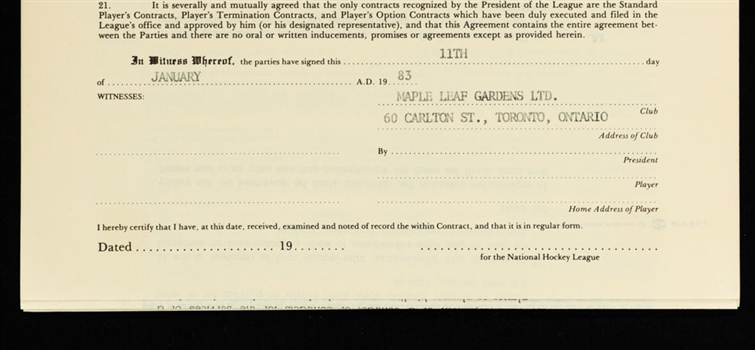 21. It is severally and mutually agreed that the only contracts recognized by the President of the League are the Standard
Player's Contracts, Player's Termination Contracts, and Player's Option Contracts which have been duly executed and filed in the
League's office and approved by him (or his designated representative), and that this Agreement contains the entire agreement bet-
ween the Parties and there are no oral or written inducements, promises or agreements except as provided herein.
In Witness Whereof, the parties have signed this 11TH day
of JANUARY A.D. 19 83
WITNESSES:
MAPLE LEAF GARDENS LTD.
Club
60 CARLTON ST., TORONTO, ONTARIO
Address of Club
By
President
Player
Home Address of Player
I hereby certify that I have, at this date, received, examined and noted of record the within Contract, and that it is in regular form.
Dated 19
for the National Hockey League